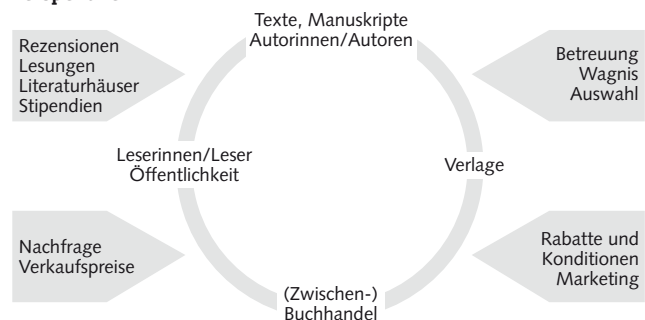 Texte, Manuskripte
Autorinnen/Autoren
Rezensionen
Lesungen
Literaturhäuser
Stipendien
Betreuung
Wagnis
Auswahl
Leserinnen/Leser
Öffentlichkeit
Verlage
Nachfrage
Verkaufspreise
Rabatte und
Konditionen
Marketing
(Zwischen-)
Buchhandel